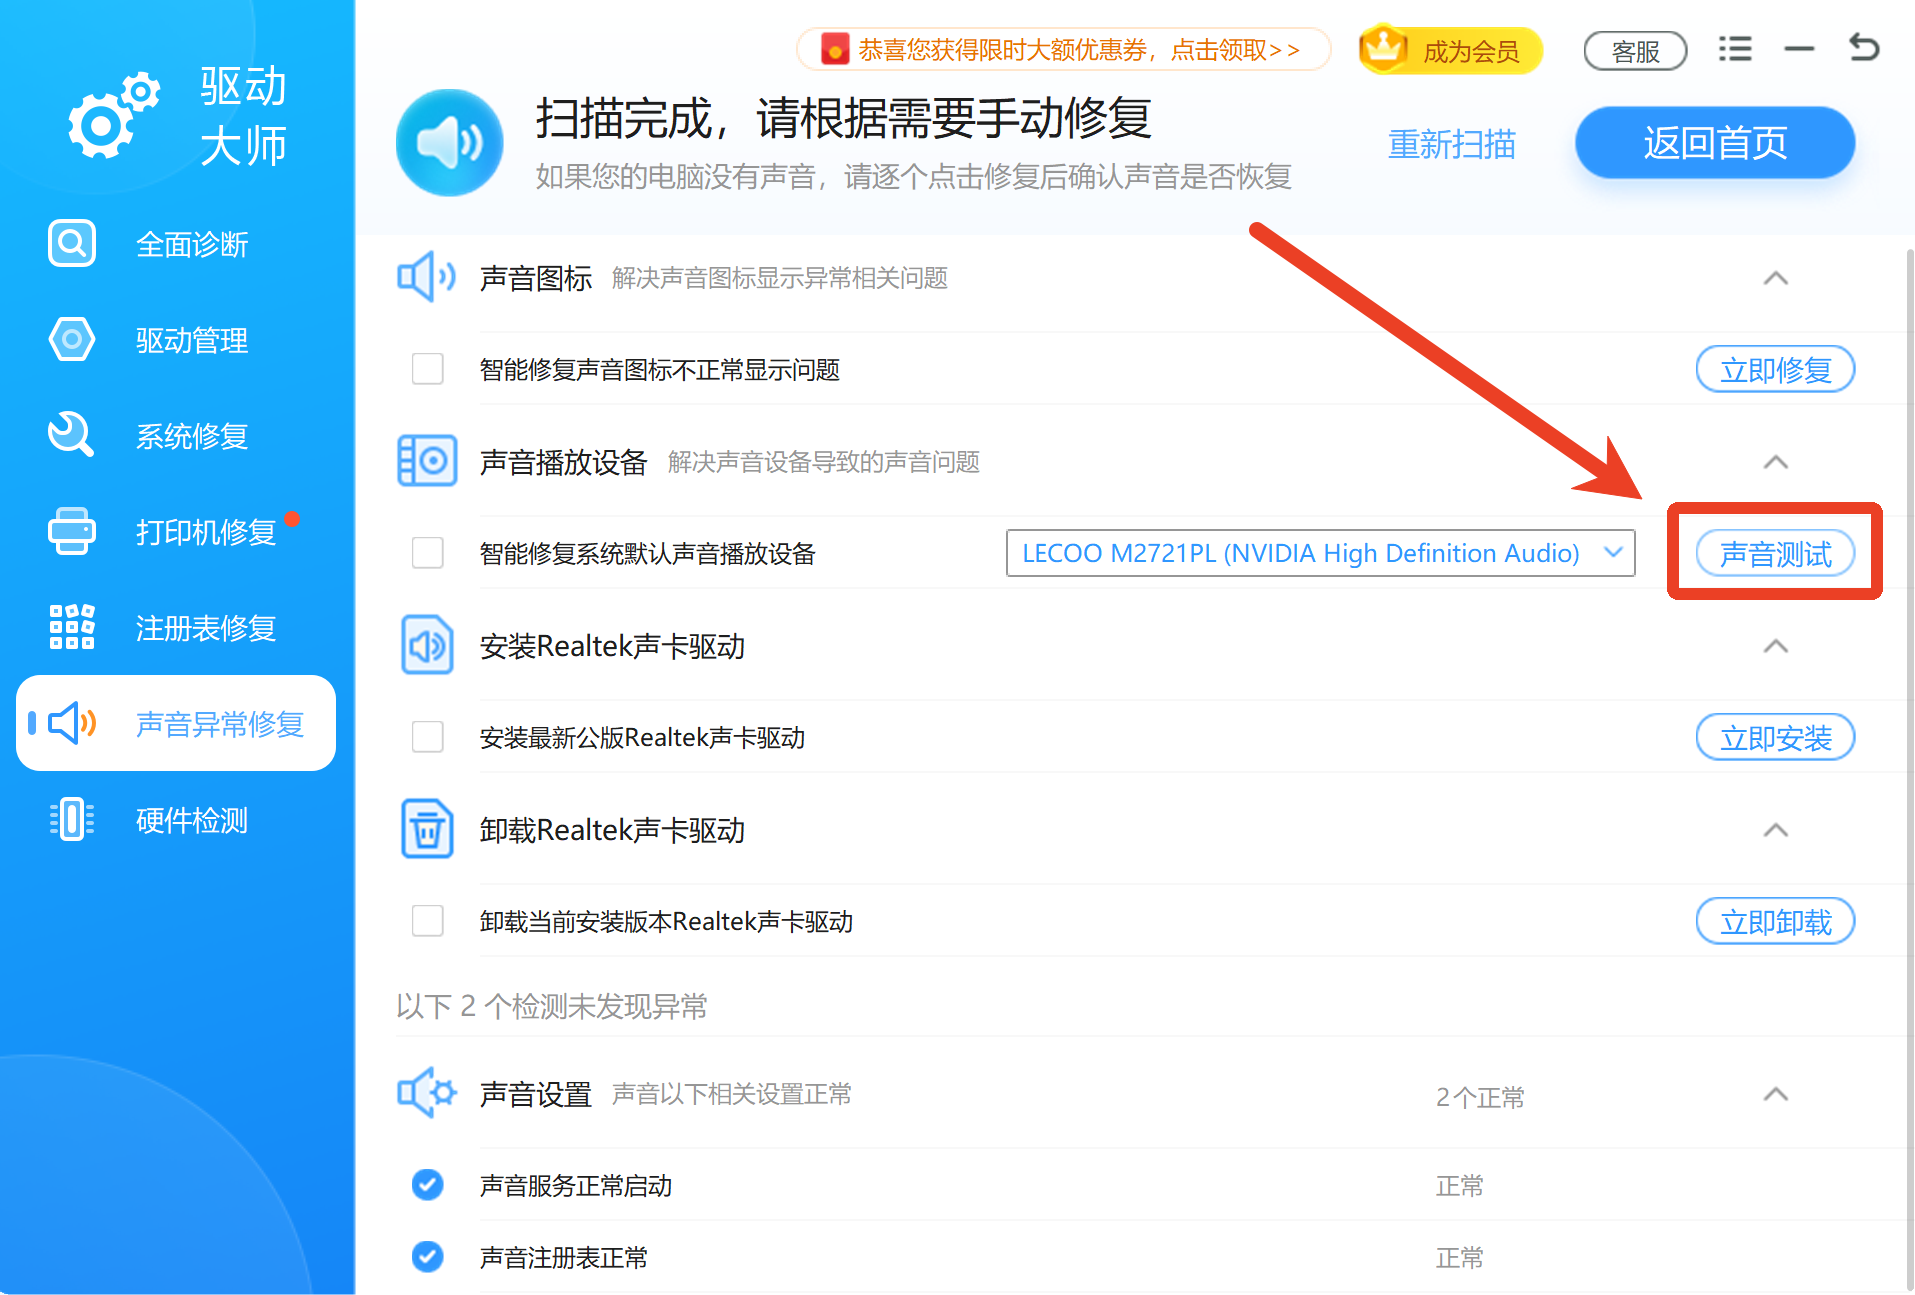 驱动
大师
全面诊断
驱动管理
系统修复
打印机修复
注册表修复
声音异常修复
硬件检测
恭喜您获得限时大额优惠券，点击领取>>
成为会员
客服
扫描完成，请根据需要手动修复
如果您的电脑没有声音，请逐个点击修复后确认声音是否恢复
重新扫描
返回首页
声音图标 解决声音图标显示异常相关问题
智能修复声音图标不正常显示问题
立即修复
声音播放设备 解决声音设备导致的声音问题
智能修复系统默认声音播放设备
LECOO M2721PL (NVIDIA High Definition Audio)
声音测试
安装Realtek声卡驱动
安装最新公版Realtek声卡驱动
立即安装
卸载Realtek声卡驱动
卸载当前安装版本Realtek声卡驱动
立即卸载
以下 2 个检测未发现异常
声音设置 声音以下相关设置正常
2个正常
声音服务正常启动
正常
声音注册表正常
正常